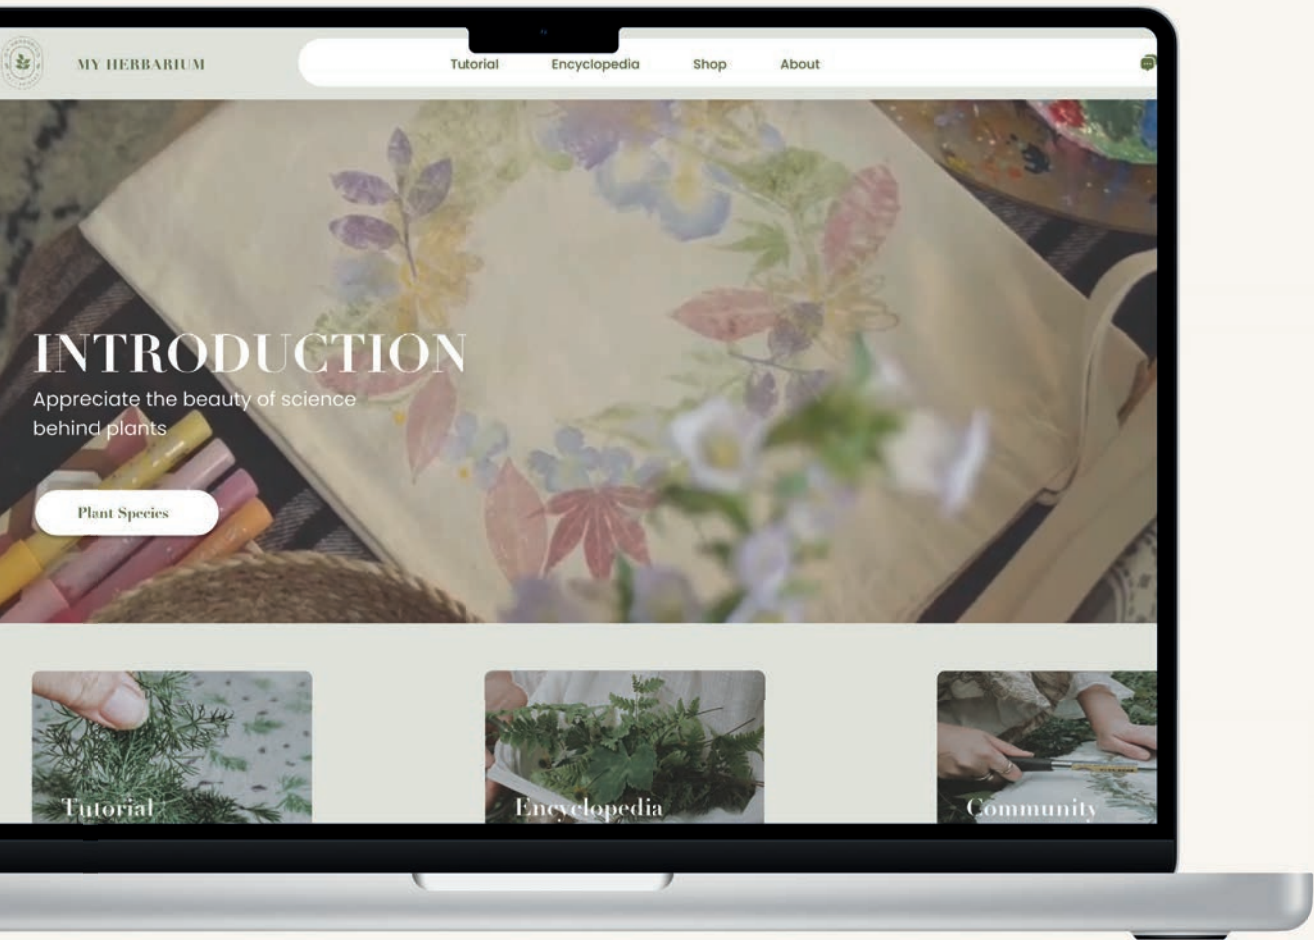 MY HERBARIUM
Tutorial
Encyclopedia
Shop
About
INTRODUCTION
Appreciate the beauty of science
behind plants
Plant Species
Tutorial
Encyclopedia
Community